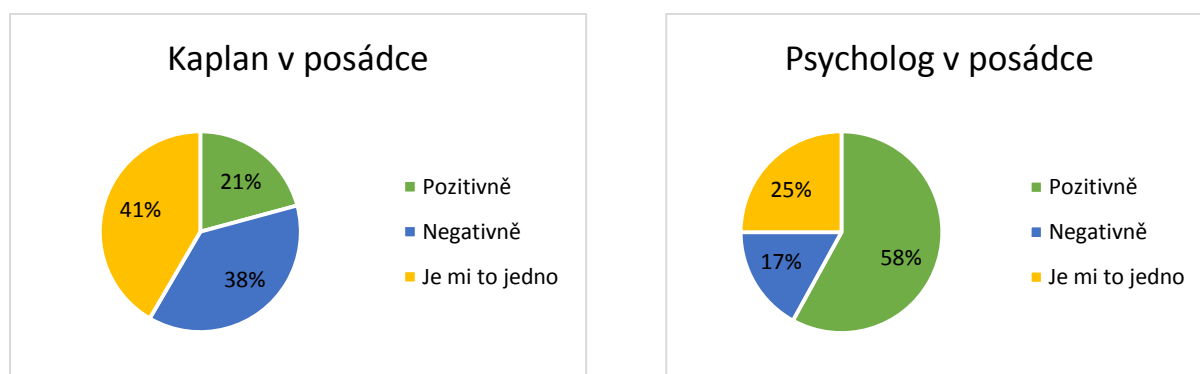 Kaplan v posádce
21%
41%
38%
Pozitivně
Negativně
Je mi to jedno
Psycholog v posádce
25%
17%
58%
Pozitivně
Negativně
Je mi to jedno